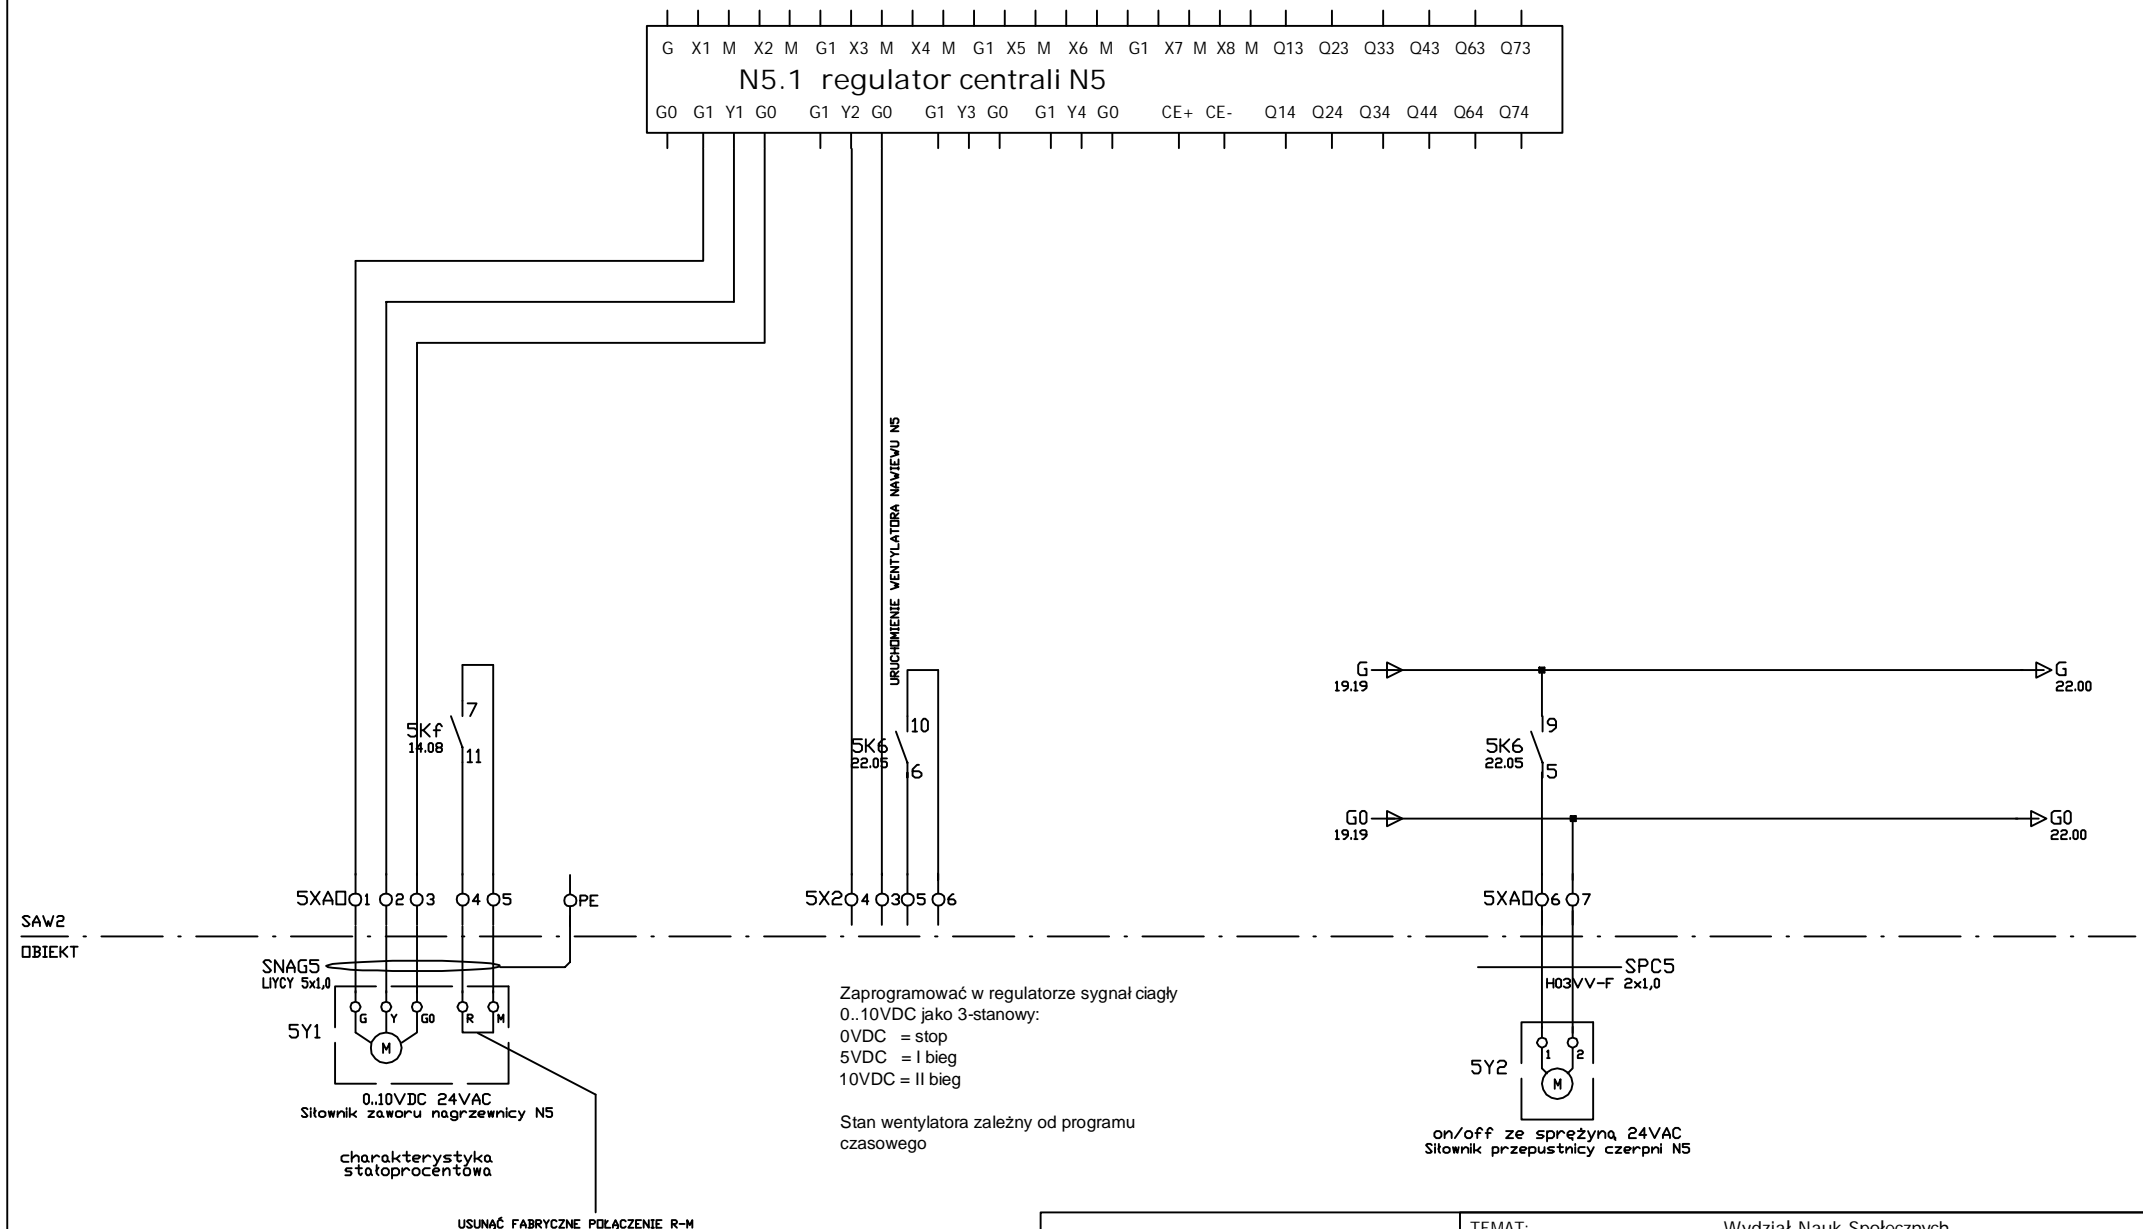 G X1 M X2 M G1 X3 M X4 M G1 X5 M X6 M G1 X7 M X8 M Q13 Q23 Q33 Q43 Q63 Q73
N5.1 regulator centrali N5
G0 G1 Y1 G0 G1 Y2 G0 G1 Y3 G0 G1 Y4 G0 CE+ CE- Q14 Q24 Q34 Q44 Q64 Q74
URUCHOMIENIE WENTYLATORA NAWIEWU N5
G
19.19
G
22.00
7
5Kf
14.08
11
10
5K6
22.05
6
9
5K6
22.05
5
G0
19.19
G0
22.00
5XAO 1 2 3 4 5 PE
5X2 4 3 5 6
5XAO 6 7
SAW2
OBIEKT
SNAG5
LIYCY 5x1,0
SPC5
H03VV-F 2x1,0
G Y G0 R M
5Y1
M
Zaprogramować w regulatorze sygnał ciagły
0..10VDC jako 3-stanowy:
0VDC = stop
5VDC = I bieg
10VDC = II bieg
Stan wentylatora zależny od programu
czasowego
1 2
5Y2
M
0..10VDC 24VAC
Siłownik zaworu nagrzewnicy N5
charakterystyka
stałoprocentowa
on/off ze sprężyną 24VAC
Siłownik przepustnicy czerpni N5
USUNĄĆ FABRYCZNE POŁĄCZENIE R-M
TEMAT: Wydział Nauk Społecznych